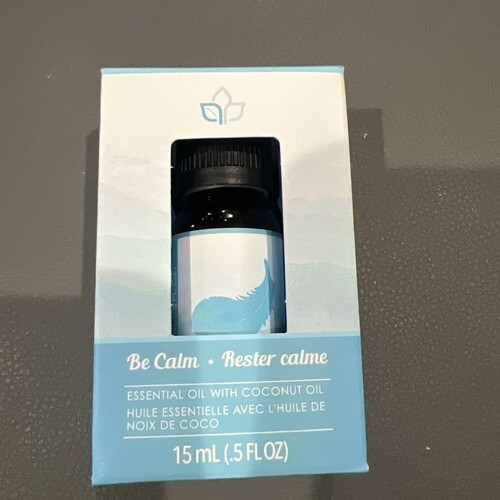 Be Calm • Rester calme
ESSENTIAL OIL WITH COCONUT OIL
HUILE ESSENTIELLE AVEC L'HUILE DE
NOIX DE COCO
15 mL (.5 FL OZ)